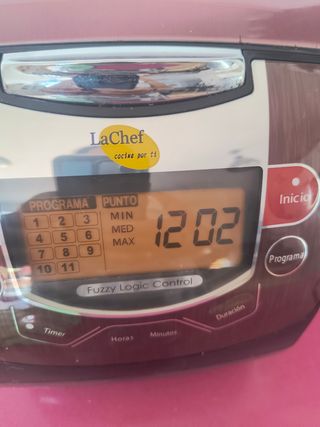 LaChef
cocina por ti
PROGRAMA PUNTO
1 2 3 MIN
4 5 6 MED
7 8 9 MAX
10 11
12 02
Inicio
Programa
Fuzzy Logic Control
Timer
Horas Minutos
Duración